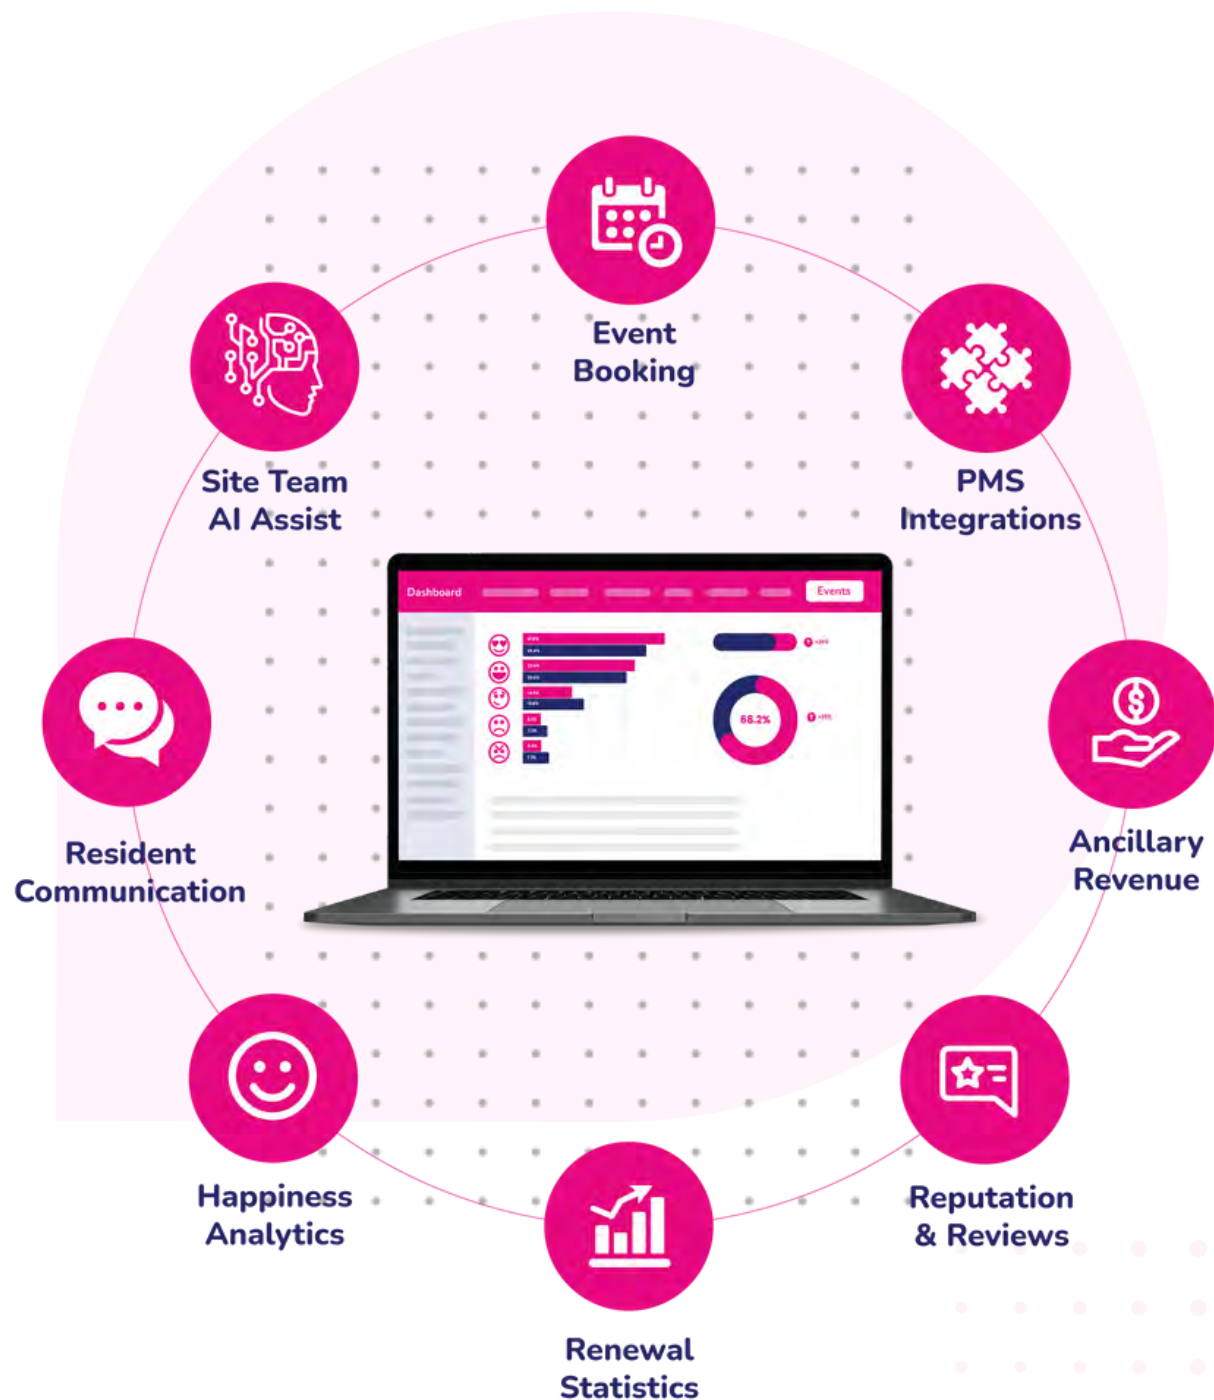 Event
Booking
Site Team
AI Assist
PMS
Integrations
Dashboard
Events
68.2%
Resident
Communication
Ancillary
Revenue
Happiness
Analytics
Reputation
& Reviews
Renewal
Statistics